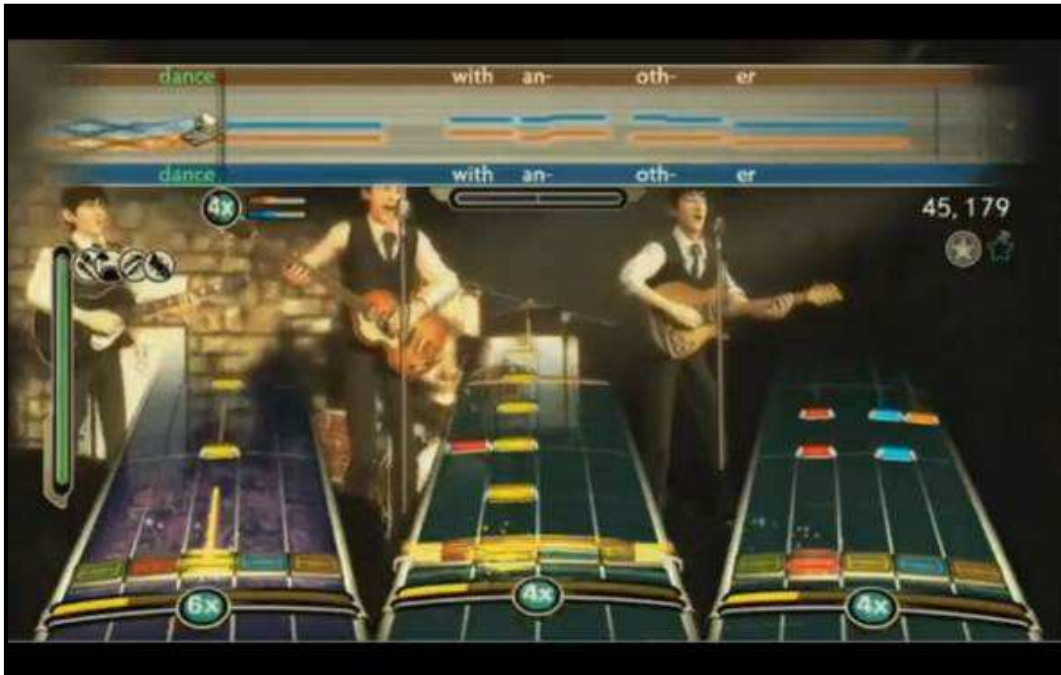 dance with an- oth- er
dance with an- oth- er
4x
45,179
6x 4x 4x